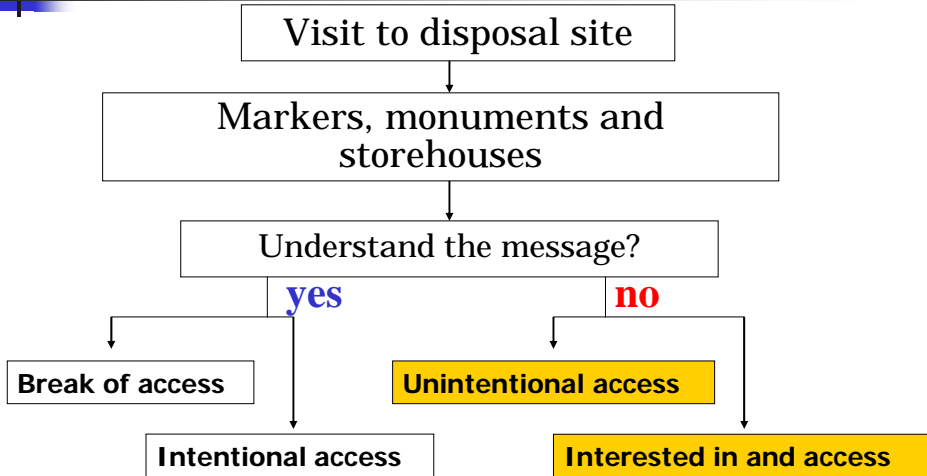 Visit to disposal site
Markers, monuments and
storehouses
Understand the message?
yes
no
Break of access
Unintentional access
Intentional access
Interested in and access